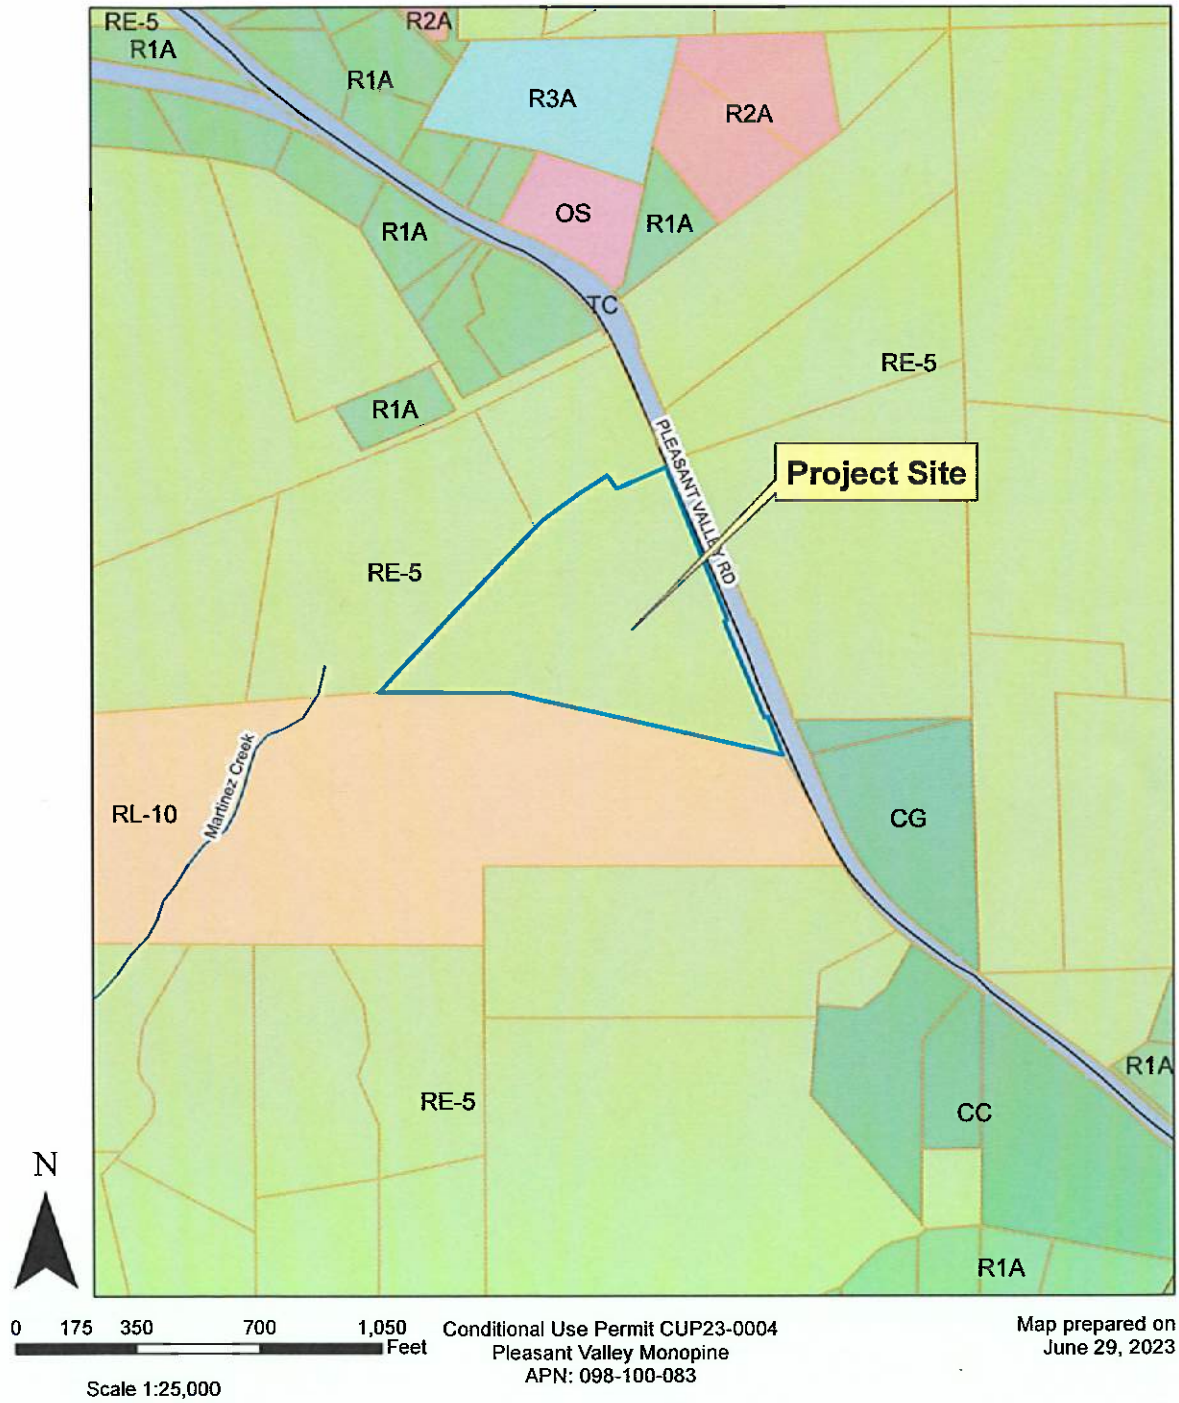 RE-5
R2A
R1A
R1A
R3A
R2A
OS
R1A
R1A
TC
RE-5
R1A
PLEASANT VALLEY RD
Project Site
RE-5
Martinez Creek
RL-10
CG
R1A
RE-5
CC
N
R1A
0 175 350 700 1,050
Feet
Scale 1:25,000
Conditional Use Permit CUP23-0004
Pleasant Valley Monopine
APN: 098-100-083
Map prepared on
June 29, 2023